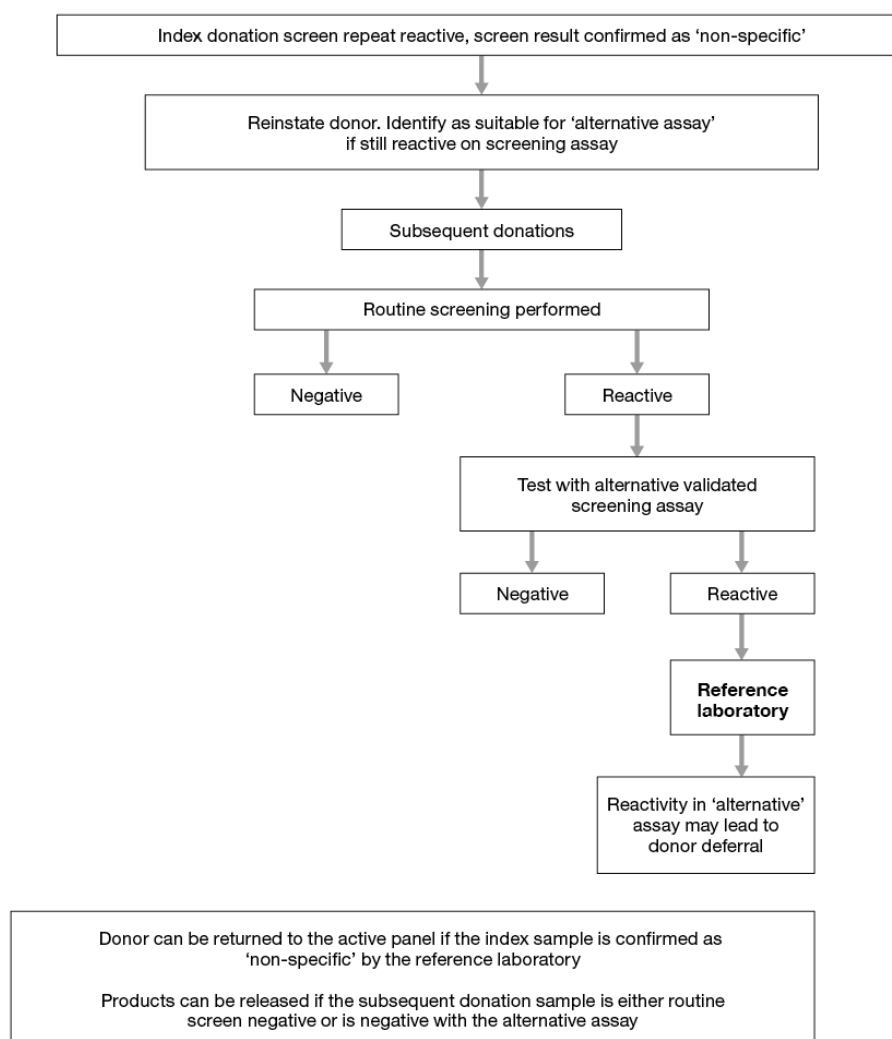 Index donation screen repeat reactive, screen result confirmed as ‘non-specific’
Reinstate donor. Identify as suitable for ‘alternative assay’
if still reactive on screening assay
Subsequent donations
Routine screening performed
Negative
Reactive
Test with alternative validated
screening assay
Negative
Reactive
Reference
laboratory
Reactivity in ‘alternative’
assay may lead to
donor deferral
Donor can be returned to the active panel if the index sample is confirmed as
‘non-specific’ by the reference laboratory
Products can be released if the subsequent donation sample is either routine
screen negative or is negative with the alternative assay